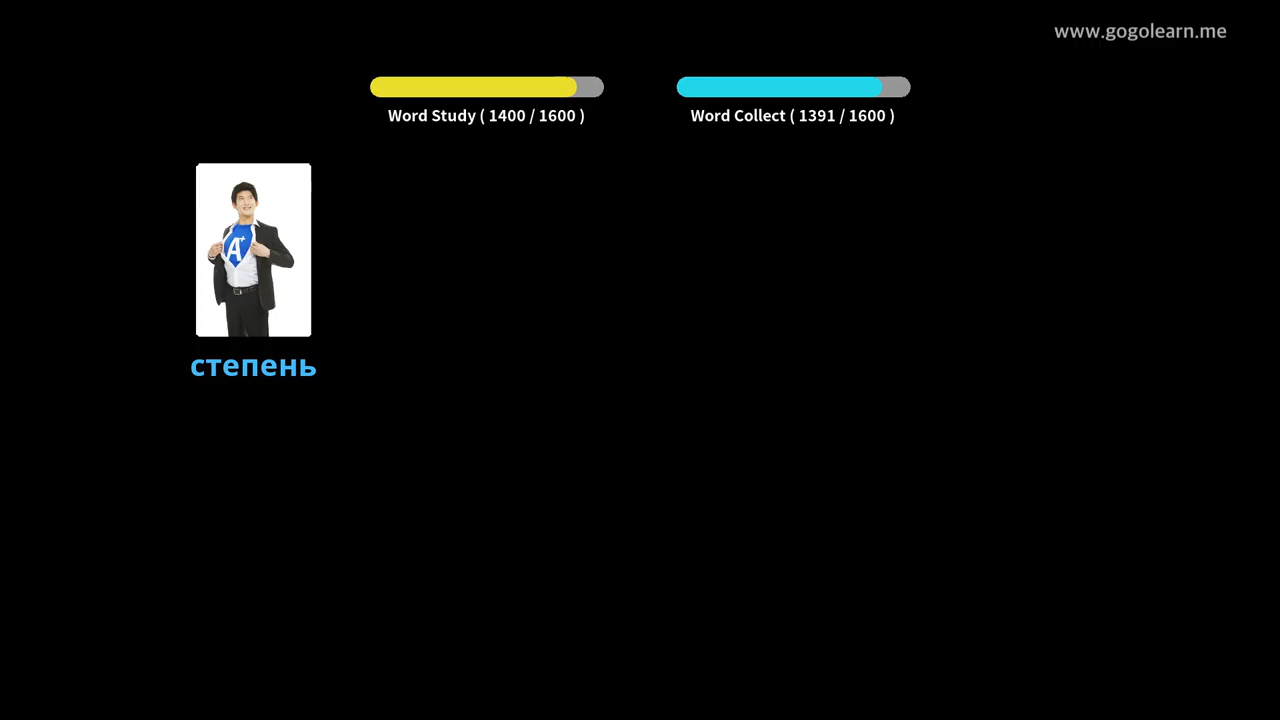 www.gogolearn.me
Word Study ( 1400 / 1600 )
Word Collect ( 1391 / 1600 )
A+
степень